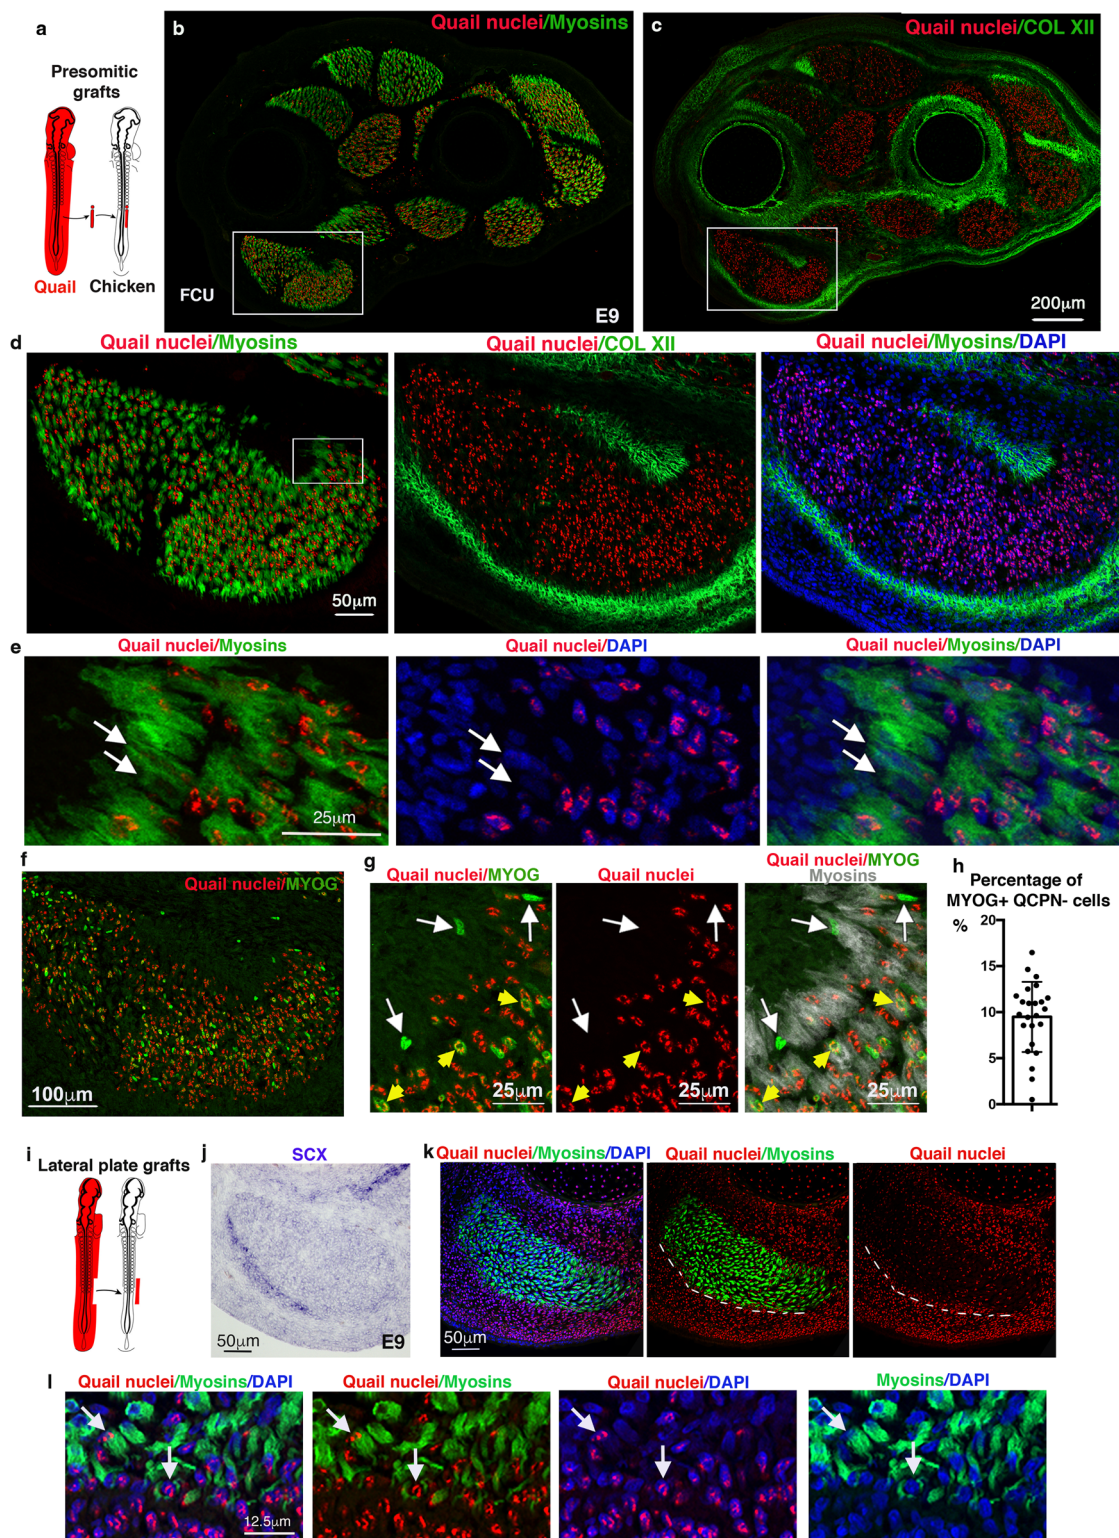 a
Presomitic
grafts
Quail
Chicken
b
Quail nuclei/Myosins
FCU
E9
c
Quail nuclei/COL XII
200µm
d
Quail nuclei/Myosins
50µm
Quail nuclei/COL XII
Quail nuclei/Myosins/DAPI
e
Quail nuclei/Myosins
25µm
Quail nuclei/DAPI
Quail nuclei/Myosins/DAPI
f
Quail nuclei/MYOG
100µm
g
Quail nuclei/MYOG
25µm
Quail nuclei
25µm
Quail nuclei/MYOG
Myosins
25µm
h
Percentage of
MYOG+ QCPN- cells
%
20
15
10
5
0
i
Lateral plate grafts
j
SCX
50µm
E9
k
Quail nuclei/Myosins/DAPI
50µm
Quail nuclei/Myosins
Quail nuclei
l
Quail nuclei/Myosins/DAPI
12.5µm
Quail nuclei/Myosins
Quail nuclei/DAPI
Myosins/DAPI